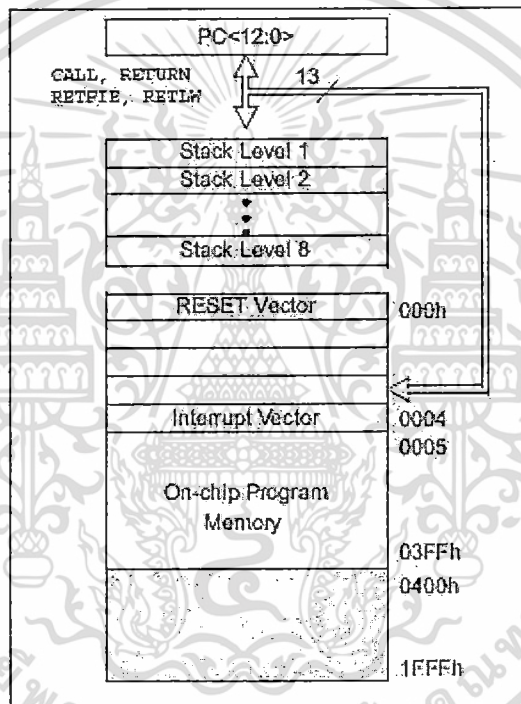 PC<12:0>
CALL, RETURN
RETFIE, RETLW
13
Stack Level 1
Stack Level 2
Stack Level 8
RESET Vector
000h
Interrupt Vector
0004
0005
On-chip Program
Memory
03FFh
0400h
1FFFh